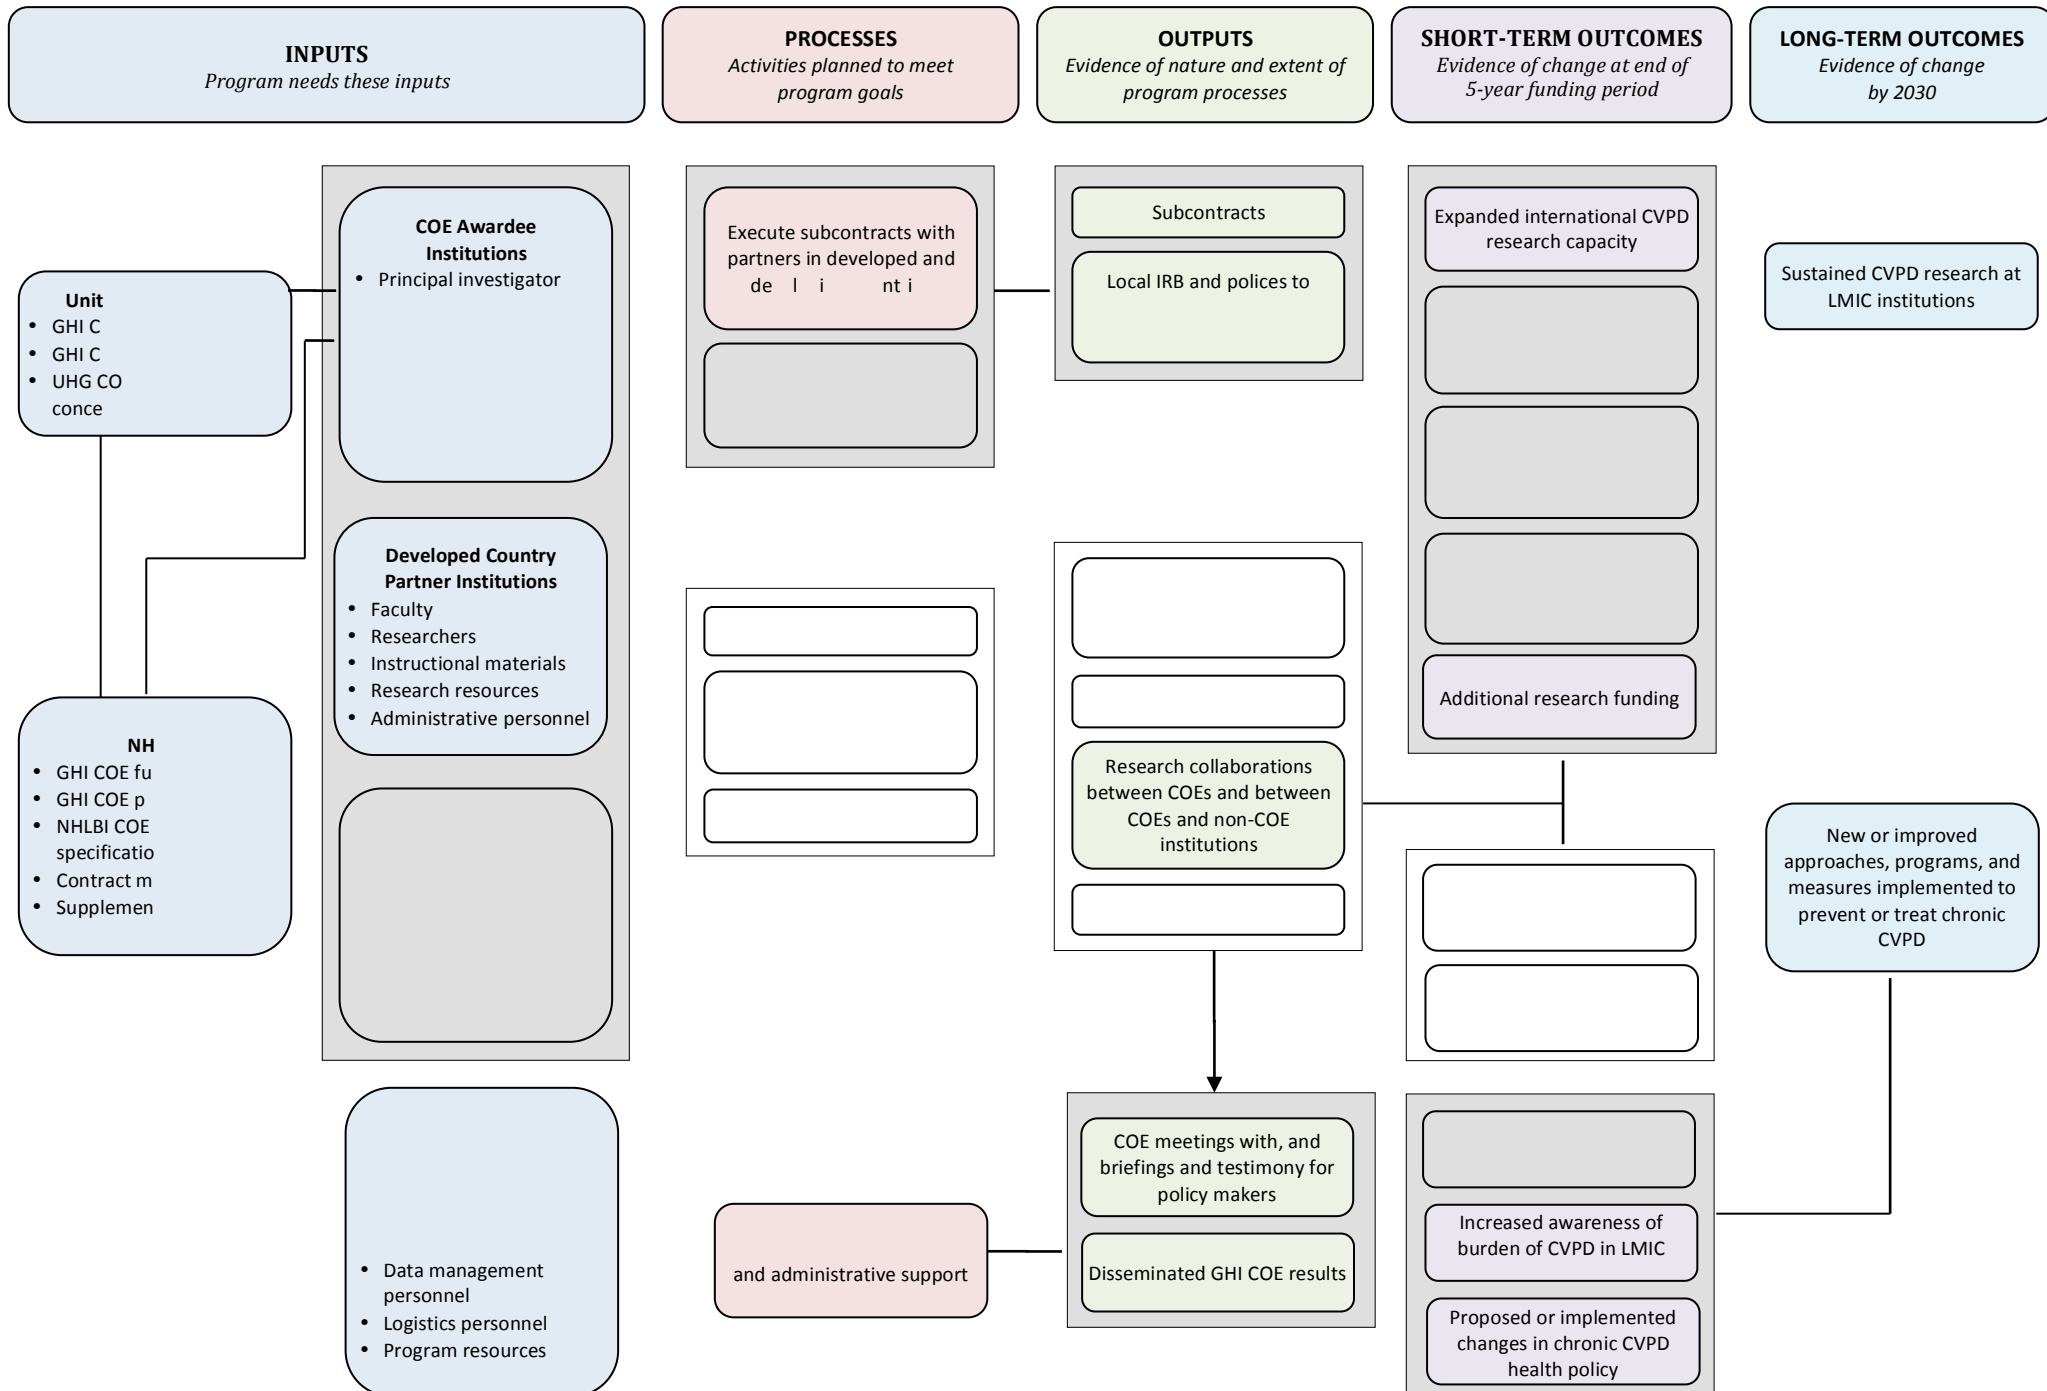 INPUTS
Program needs these inputs
PROCESSES
Activities planned to meet
program goals
OUTPUTS
Evidence of nature and extent of
program processes
SHORT-TERM OUTCOMES
Evidence of change at end of
5-year funding period
LONG-TERM OUTCOMES
Evidence of change
by 2030
Unit
• GHI C
• GHI C
• UHG CO
conce
NH
• GHI COE fu
• GHI COE p
• NHLBI COE
specificatio
• Contract m
• Supplemen
COE Awardee
Institutions
• Principal investigator
Developed Country
Partner Institutions
• Faculty
• Researchers
• Instructional materials
• Research resources
• Administrative personnel
• Data management
personnel
• Logistics personnel
• Program resources
Execute subcontracts with
partners in developed and
de l i nt i
and administrative support
Subcontracts
Local IRB and polices to
Research collaborations
between COEs and between
COEs and non-COE
institutions
COE meetings with, and
briefings and testimony for
policy makers
Disseminated GHI COE results
Expanded international CVPD
research capacity
Additional research funding
Increased awareness of
burden of CVPD in LMIC
Proposed or implemented
changes in chronic CVPD
health policy
Sustained CVPD research at
LMIC institutions
New or improved
approaches, programs, and
measures implemented to
prevent or treat chronic
CVPD